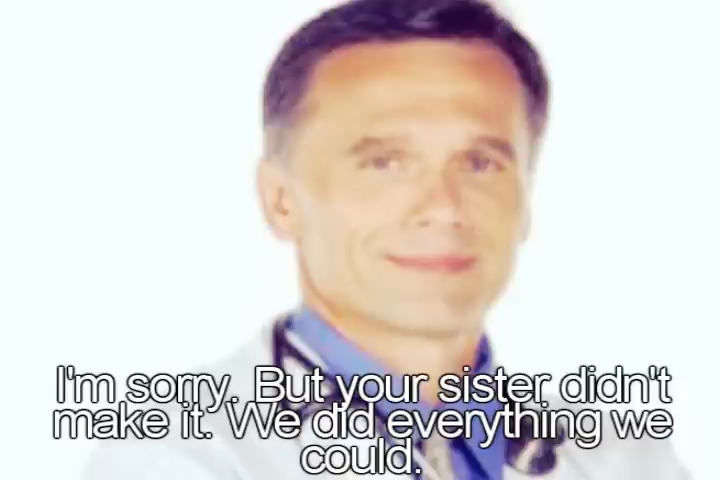 I'm sorry. But your sister didn't
make it. We did everything we
could.